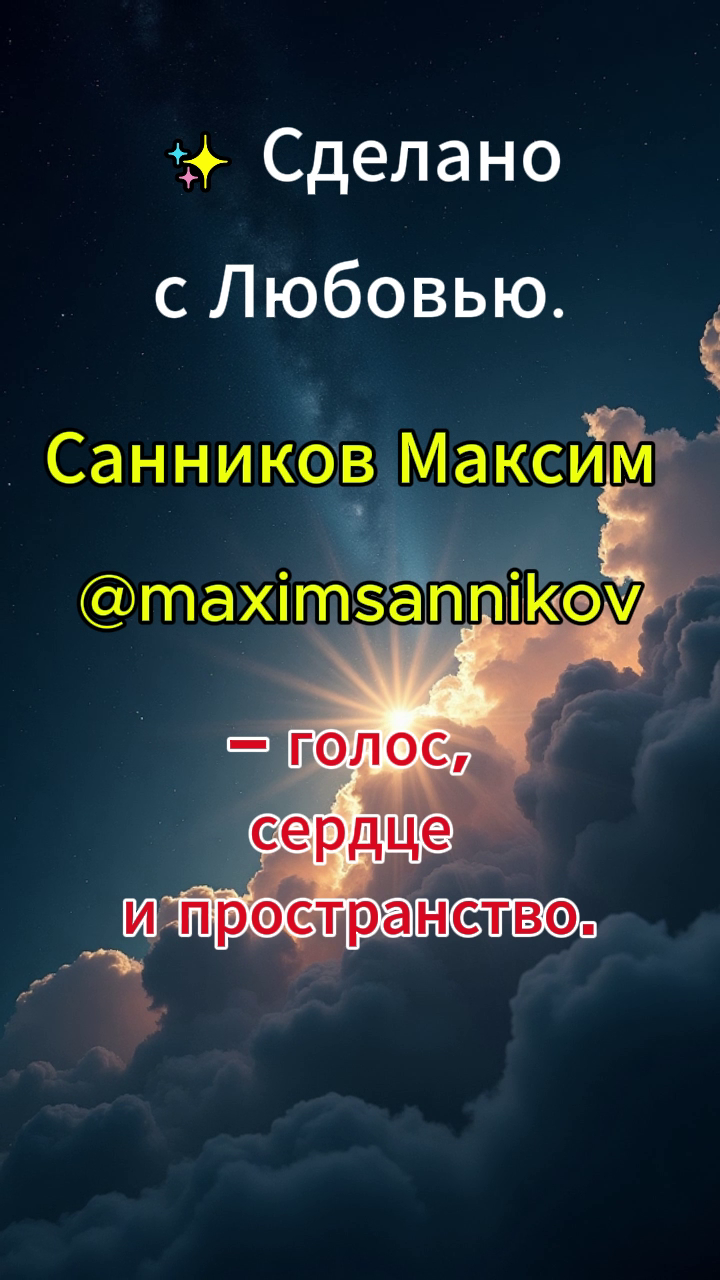 ✨ Сделано
с Любовью.
Санников Максим
@maximsannikov
– голос,
сердце
и пространство.